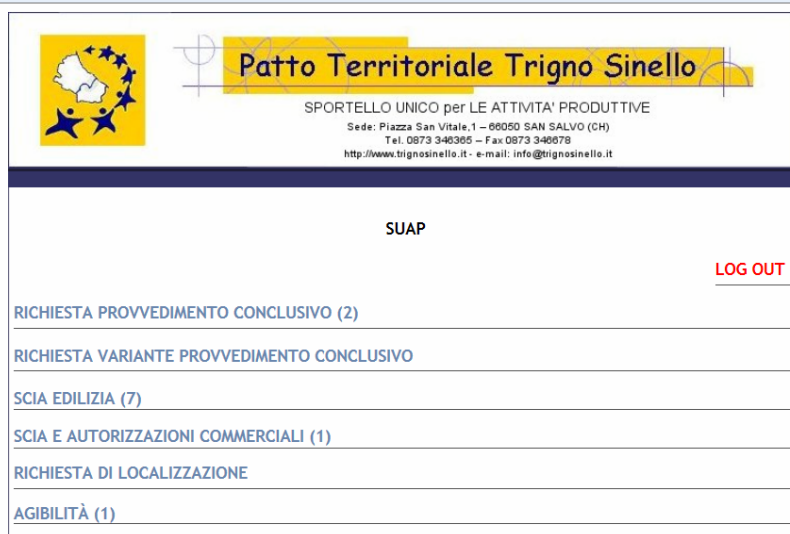 Patto Territoriale Trigno Sinello
SPORTELLO UNICO per LE ATTIVITA' PRODUTTIVE
Sede: Piazza San Vitale,1 – 66050 SAN SALVO (CH)
Tel. 0873 346365 – Fax 0873 346678
http://www.trignosinello.it - e-mail: info@trignosinello.it
SUAP
LOG OUT
RICHIESTA PROVVEDIMENTO CONCLUSIVO (2)
RICHIESTA VARIANTE PROVVEDIMENTO CONCLUSIVO
SCIA EDILIZIA (7)
SCIA E AUTORIZZAZIONI COMMERCIALI (1)
RICHIESTA DI LOCALIZZAZIONE
AGIBILITÀ (1)